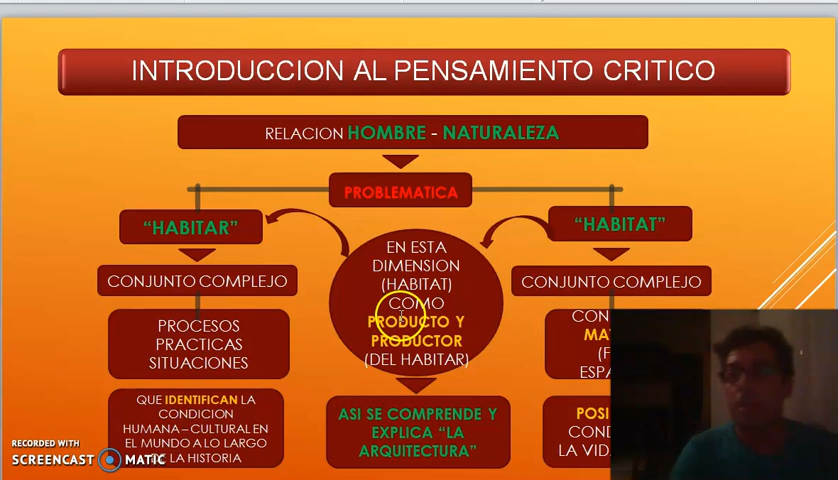 INTRODUCCION AL PENSAMIENTO CRITICO
RELACION HOMBRE - NATURALEZA
PROBLEMATICA
“HABITAR”
CONJUNTO COMPLEJO
PROCESOS
PRACTICAS
SITUACIONES
QUE IDENTIFICAN LA
CONDICION
HUMANA – CULTURAL EN
EL MUNDO A LO LARGO
DE LA HISTORIA
EN ESTA
DIMENSION
(HABITAT)
COMO
PRODUCTO Y
PRODUCTOR
(DEL HABITAR)
ASI SE COMPRENDE Y
EXPLICA “LA
ARQUITECTURA”
“HABITAT”
CONJUNTO COMPLEJO
CON
MA
(F
ESPA
POSI
COND
LA VID
RECORDED WITH
SCREENCAST MATIC